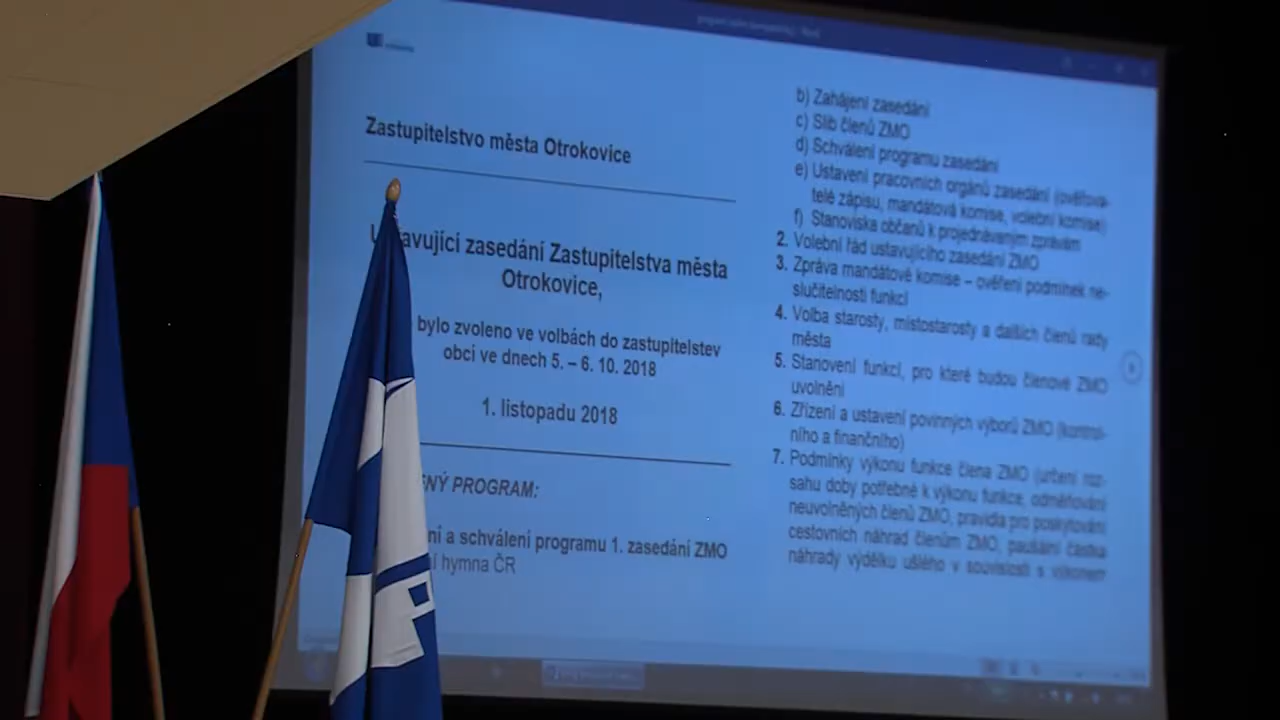 Zastupitelstvo města Otrokovice
Ustavující zasedání Zastupitelstva města
Otrokovice,
bylo zvoleno ve volbách do zastupitelstev
obcí ve dnech 5. – 6. 10. 2018
1. listopadu 2018
NÝ PROGRAM:
ní a schválení programu 1. zasedání ZMO
í hymna ČR
b) Zahájení zasedání
c) Slib členů ZMO
d) Schválení programu zasedání
e) Ustavení pracovních orgánů zasedání (ověřova-
telé zápisu, mandátová komise, volební komise)
f) Stanoviska občanů k projednávaným zprávám
2. Volební řád ustavujícího zasedání ZMO
3. Zpráva mandátové komise – ověření podmínek ne-
slučitelnosti funkcí
4. Volba starosty, místostarosty a dalších členů rady
města
5. Stanovení funkcí, pro které budou členové ZMO
uvolnění
6. Zřízení a ustavení povinných výborů ZMO (kontrol-
ního a finančního)
7. Podmínky výkonu funkce člena ZMO (určení roz-
sahu doby potřebné k výkonu funkce, odměňování
neuvolněných členů ZMO, pravidla pro poskytování
cestovních náhrad členům ZMO, paušální částka
náhrady výdělku ušlého v souvislosti s výkonem